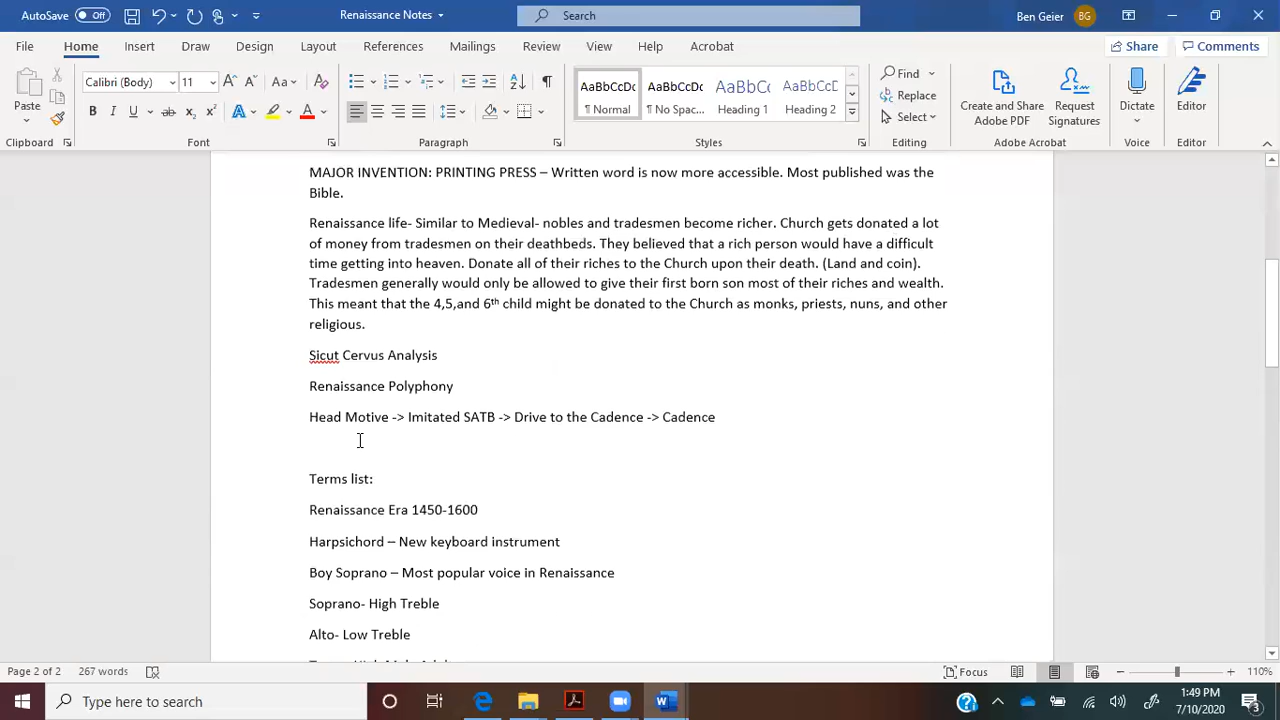 AutoSave Off Renaissance Notes Search Ben Geier BG
File Home Insert Draw Design Layout References Mailings Review View Help Acrobat Share Comments
Paste Calibri (Body) 11 Aa AaBbCcDc AaBbCcDc AaBbCc AaBbCcD Find Replace Select Create and Share Adobe PDF Request Signatures Dictate Editor
¶ Normal ¶ No Spac... Heading 1 Heading 2
Clipboard Font Paragraph Styles Editing Adobe Acrobat Voice Editor
MAJOR INVENTION: PRINTING PRESS – Written word is now more accessible. Most published was the
Bible.
Renaissance life- Similar to Medieval- nobles and tradesmen become richer. Church gets donated a lot
of money from tradesmen on their deathbeds. They believed that a rich person would have a difficult
time getting into heaven. Donate all of their riches to the Church upon their death. (Land and coin).
Tradesmen generally would only be allowed to give their first born son most of their riches and wealth.
This meant that the 4,5,and 6th child might be donated to the Church as monks, priests, nuns, and other
religious.
Sicut Cervus Analysis
Renaissance Polyphony
Head Motive -> Imitated SATB -> Drive to the Cadence -> Cadence
Terms list:
Renaissance Era 1450-1600
Harpsichord – New keyboard instrument
Boy Soprano – Most popular voice in Renaissance
Soprano- High Treble
Alto- Low Treble
Page 2 of 2 267 words Focus 110%
Type here to search 1:49 PM
7/10/2020 3